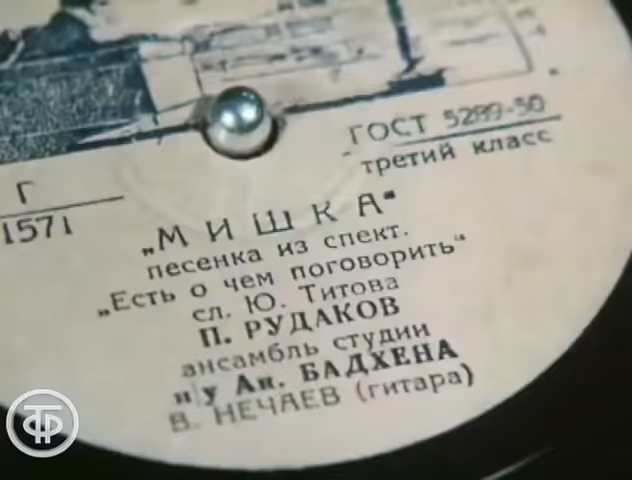 ГОСТ 5289-50
третий класс
Г
1571
„МИШКА“
песенка из спект.
„Есть о чем поговорить“
сл. Ю. Титова
П. РУДАКОВ
ансамбль студии
п/у Ан. БАДХЕНА
В. НЕЧАЕВ (гитара)